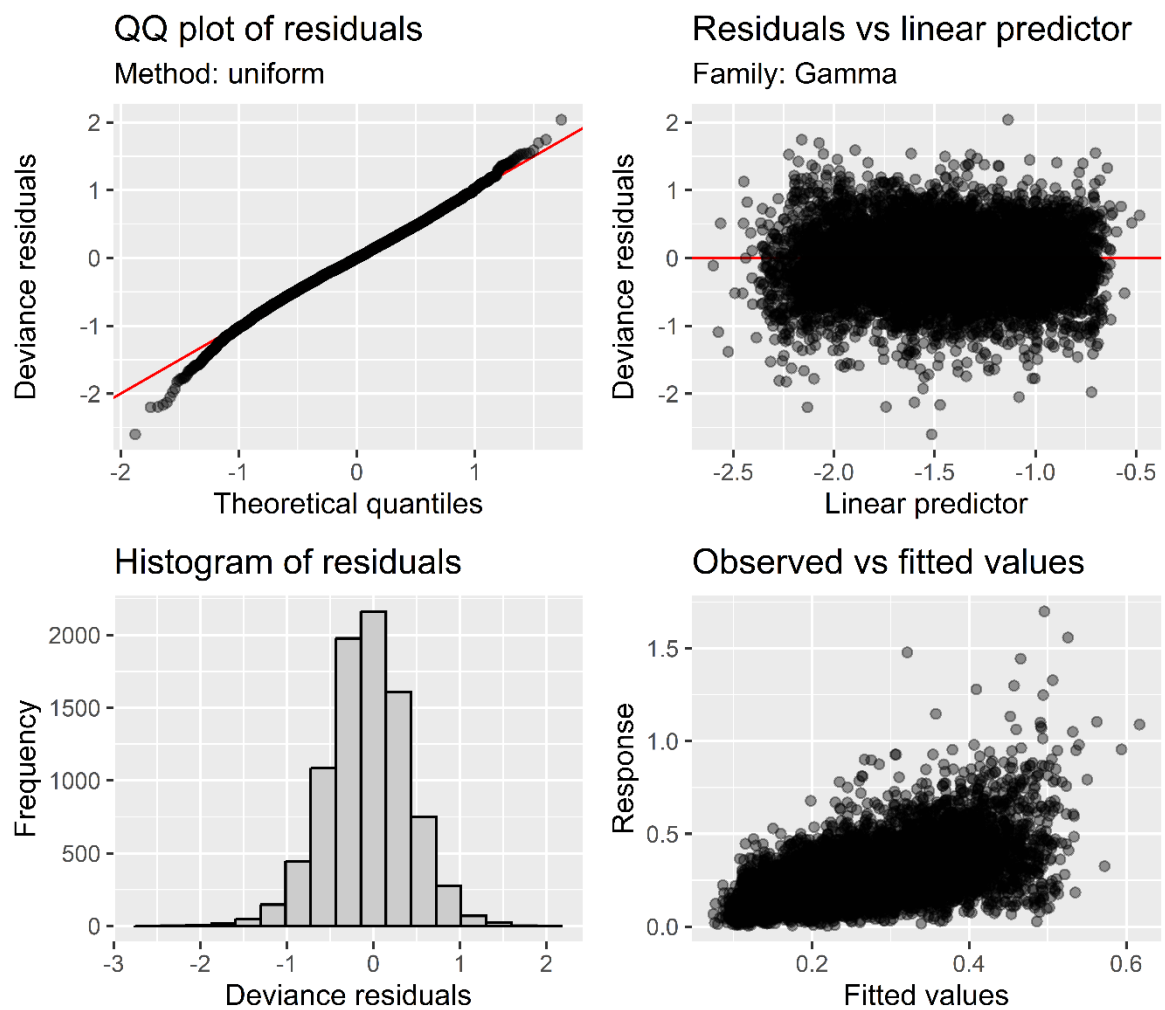 QQ plot of residuals
Method: uniform
2
1
0
-1
-2
Deviance residuals
-2
-1
0
1
Theoretical quantiles
Residuals vs linear predictor
Family: Gamma
2
1
0
-1
-2
Deviance residuals
-2.5
-2.0
-1.5
-1.0
-0.5
Linear predictor
Histogram of residuals
2000
1500
1000
500
0
Frequency
-3
-2
-1
0
1
2
Deviance residuals
Observed vs fitted values
1.5
1.0
0.5
0.0
Response
0.2
0.4
0.6
Fitted values